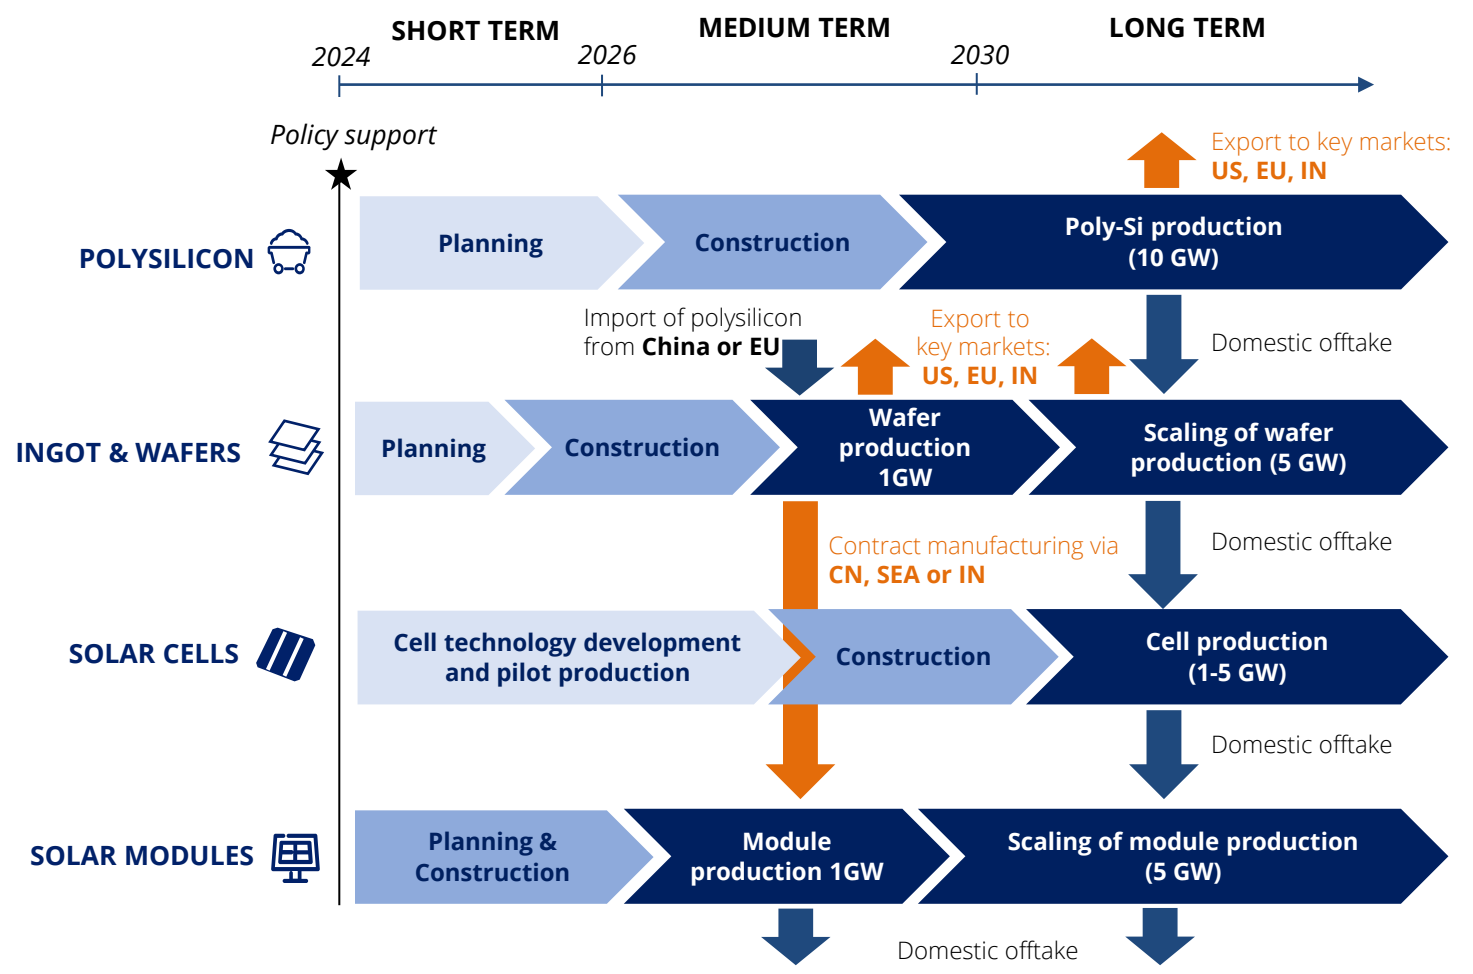 SHORT TERM
MEDIUM TERM
LONG TERM
2024
2026
2030
Policy support
Export to key markets:
US, EU, IN
POLYSILICON
Planning
Construction
Poly-Si production
(10 GW)
Import of polysilicon
from China or EU
Export to
key markets:
US, EU, IN
Domestic offtake
INGOT & WAFERS
Planning
Construction
Wafer
production
1GW
Scaling of wafer
production (5 GW)
Contract manufacturing via
CN, SEA or IN
Domestic offtake
SOLAR CELLS
Cell technology development
and pilot production
Construction
Cell production
(1-5 GW)
Domestic offtake
SOLAR MODULES
Planning &
Construction
Module
production 1GW
Scaling of module production
(5 GW)
Domestic offtake